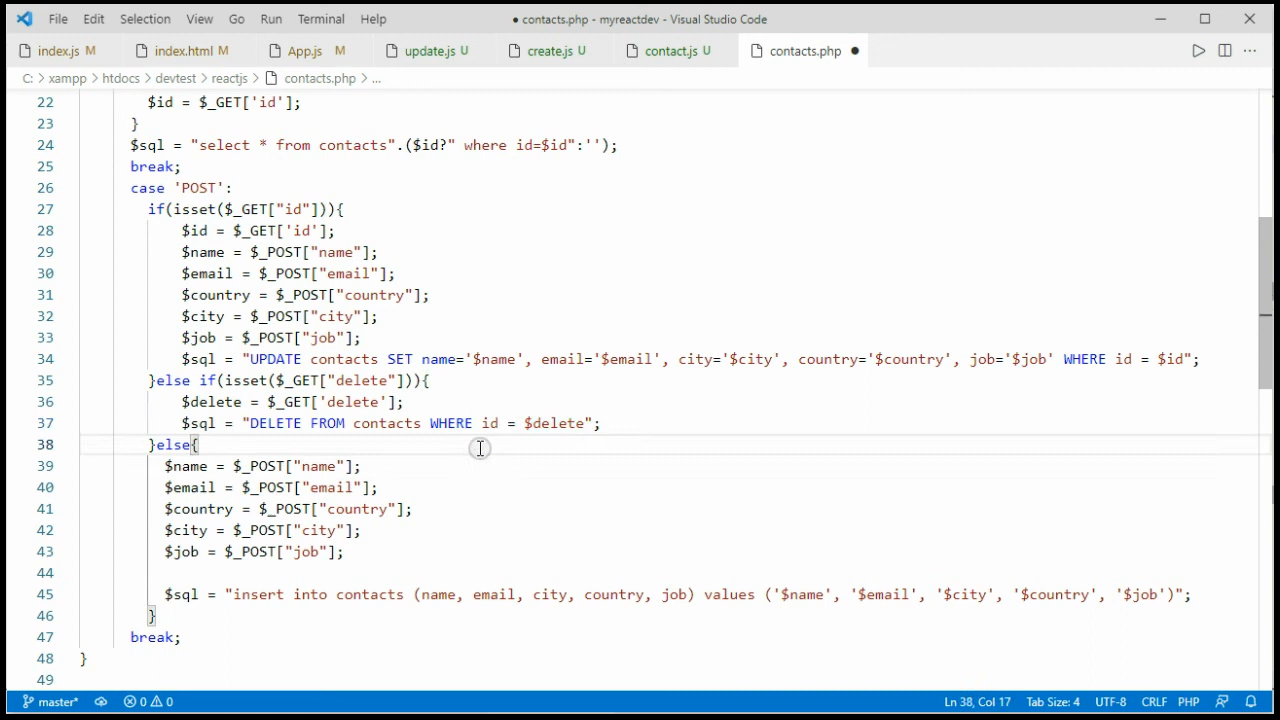 File Edit Selection View Go Run Terminal Help ● contacts.php - myreactdev - Visual Studio Code
index.js M index.html M App.js M update.js U create.js U contact.js U contacts.php ●
C: > xampp > htdocs > devtest > reactjs > contacts.php > ...
22 $id = $_GET['id'];
23 }
24 $sql = "select * from contacts".($id?" where id=$id":'');
25 break;
26 case 'POST':
27 if(isset($_GET["id"])){
28 $id = $_GET['id'];
29 $name = $_POST["name"];
30 $email = $_POST["email"];
31 $country = $_POST["country"];
32 $city = $_POST["city"];
33 $job = $_POST["job"];
34 $sql = "UPDATE contacts SET name='$name', email='$email', city='$city', country='$country', job='$job' WHERE id = $id";
35 }else if(isset($_GET["delete"])){
36 $delete = $_GET['delete'];
37 $sql = "DELETE FROM contacts WHERE id = $delete";
38 }else{
39 $name = $_POST["name"];
40 $email = $_POST["email"];
41 $country = $_POST["country"];
42 $city = $_POST["city"];
43 $job = $_POST["job"];
44
45 $sql = "insert into contacts (name, email, city, country, job) values ('$name', '$email', '$city', '$country', '$job')";
46 }
47 break;
48 }
49
master* 0 0 Ln 38, Col 17 Tab Size: 4 UTF-8 CRLF PHP